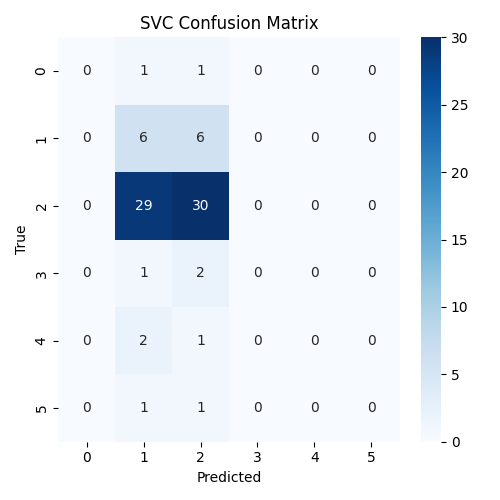 SVC Confusion Matrix
30
0 0 1 1 0 0 0
25
1 0 6 6 0 0 0
20
2 0 29 30 0 0 0
15
True
3 0 1 2 0 0 0
10
4 0 2 1 0 0 0
5
5 0 1 1 0 0 0
0
0 1 2 3 4 5
Predicted